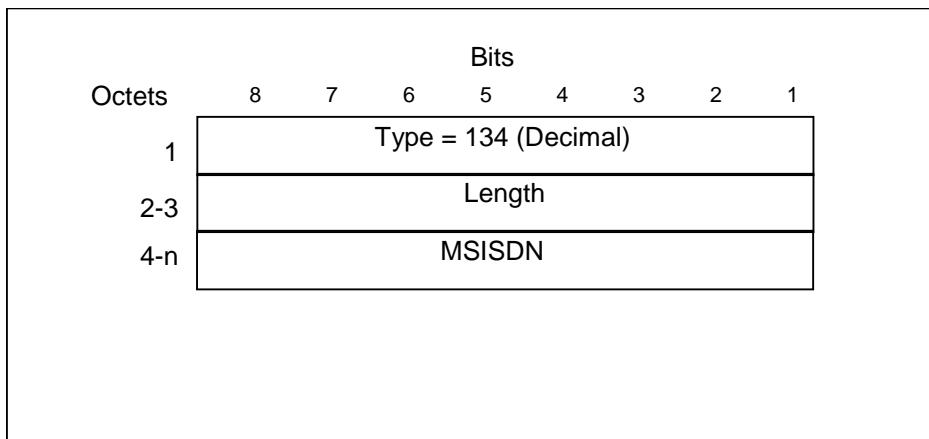 Bits
Octets 8 7 6 5 4 3 2 1
1 Type = 134 (Decimal)
2-3 Length
4-n MSISDN